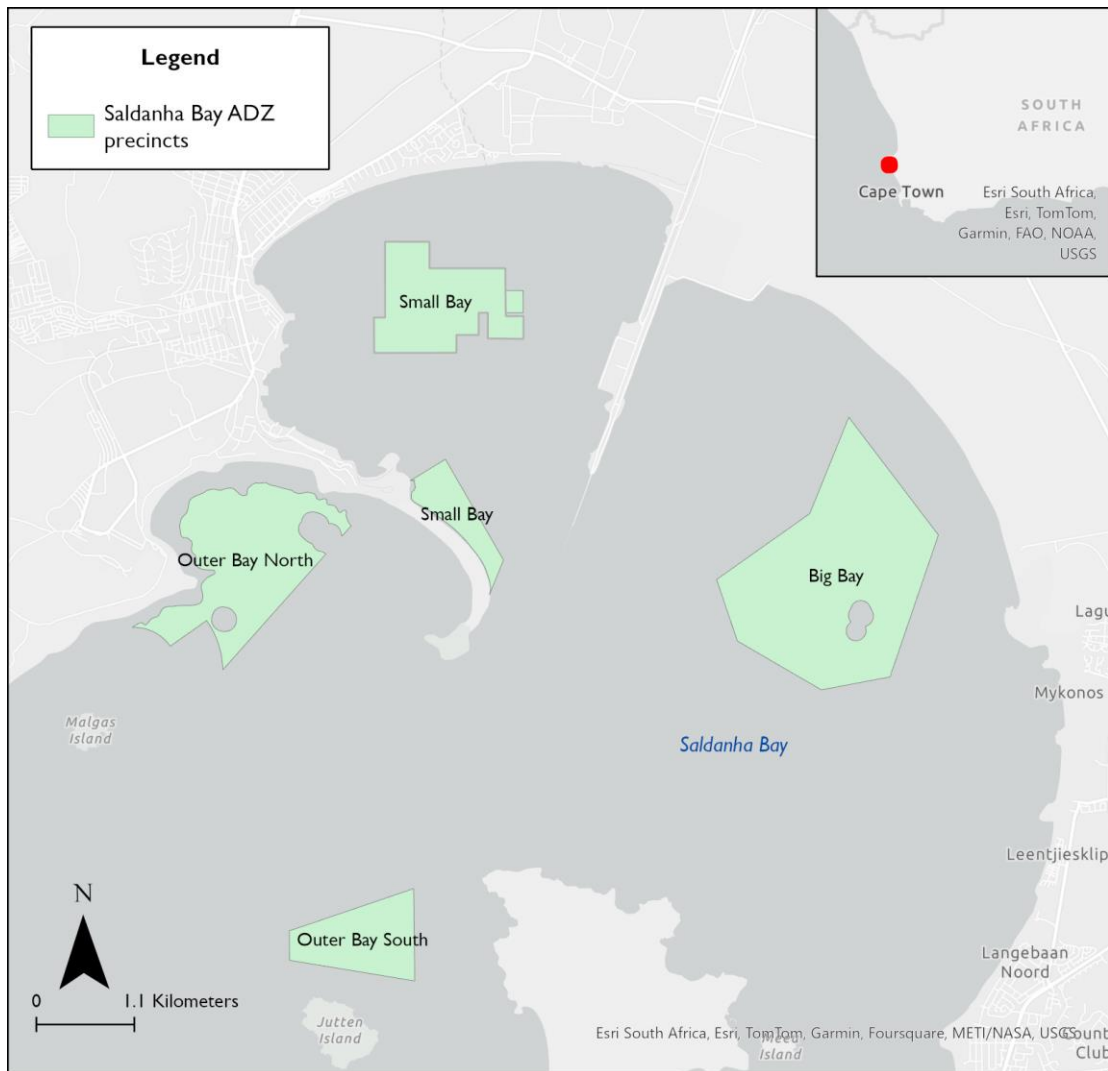 Legend
Saldanha Bay ADZ
precincts
SOUTH
AFRICA
Cape Town
Esri South Africa,
Esri, TomTom,
Garmin, FAO, NOAA,
USGS
Small Bay
Small Bay
Outer Bay North
Big Bay
Lagu
Mykonos
Malgas
Island
Saldanha Bay
Leentjiesklip
N
Outer Bay South
Langebaan
Noord
0 1.1 Kilometers
Jutten
Island
Esri South Africa, Esri, TomTom, Garmin, Foursquare, METI/NASA, USGS
Meeu
Island
Count
Club